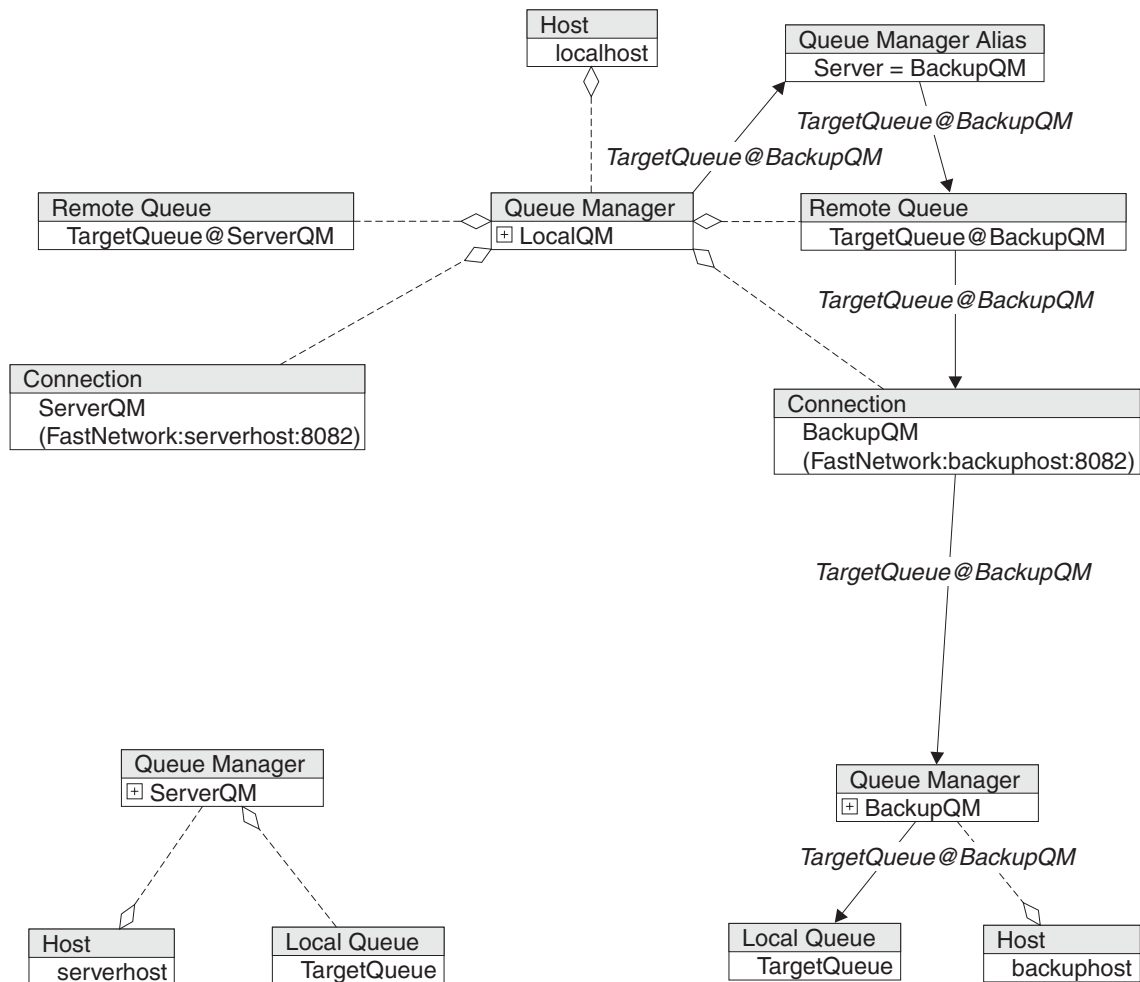 Host
localhost
Queue Manager Alias
Server = BackupQM
TargetQueue@BackupQM
TargetQueue@BackupQM
Remote Queue
TargetQueue@ServerQM
Queue Manager
LocalQM
Remote Queue
TargetQueue@BackupQM
TargetQueue@BackupQM
Connection
ServerQM
(FastNetwork:serverhost:8082)
Connection
BackupQM
(FastNetwork:backuphost:8082)
TargetQueue@BackupQM
Queue Manager
ServerQM
Queue Manager
BackupQM
TargetQueue@BackupQM
Host
serverhost
Local Queue
TargetQueue
Local Queue
TargetQueue
Host
backuphost